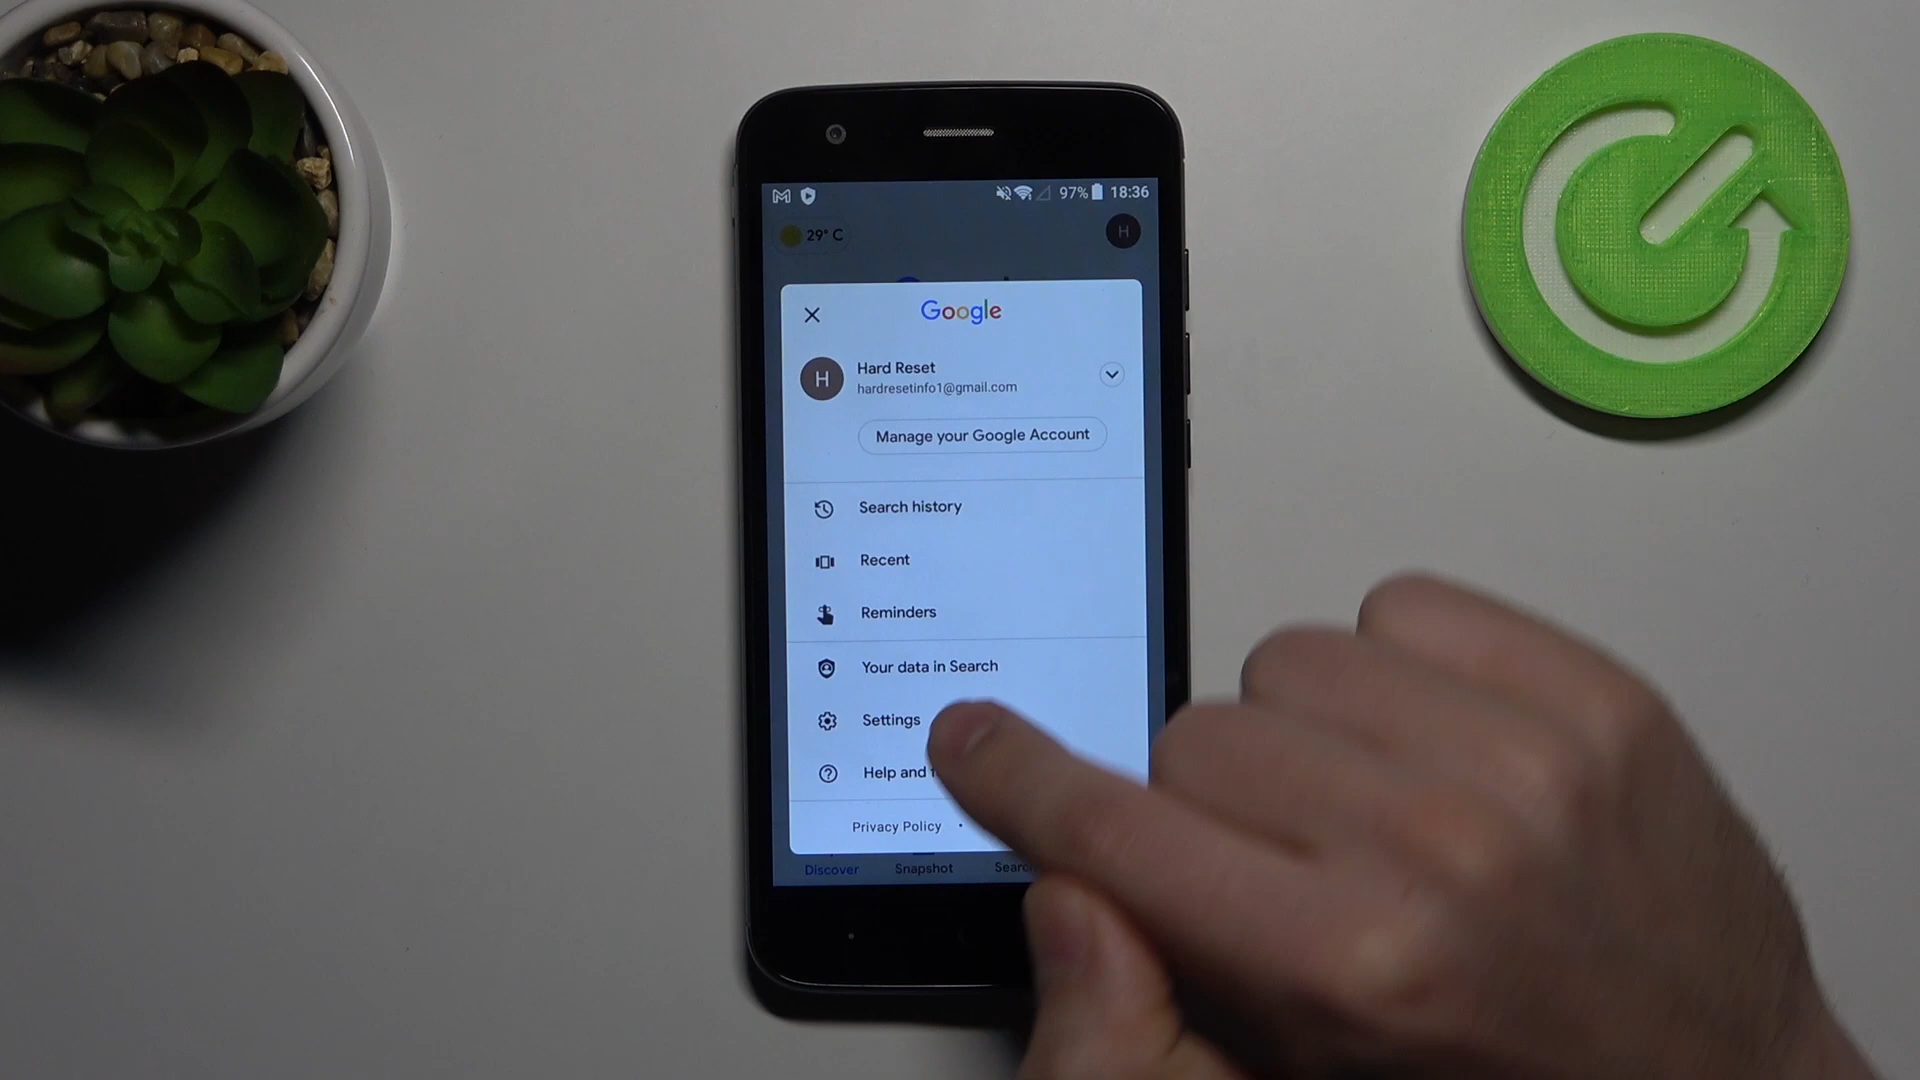 97% 18:36
29° C
H
Google
Hard Reset
H
hardresetinfo1@gmail.com
Manage your Google Account
Search history
Recent
Reminders
Your data in Search
Settings
Help and
Privacy Policy •
Discover Snapshot Search